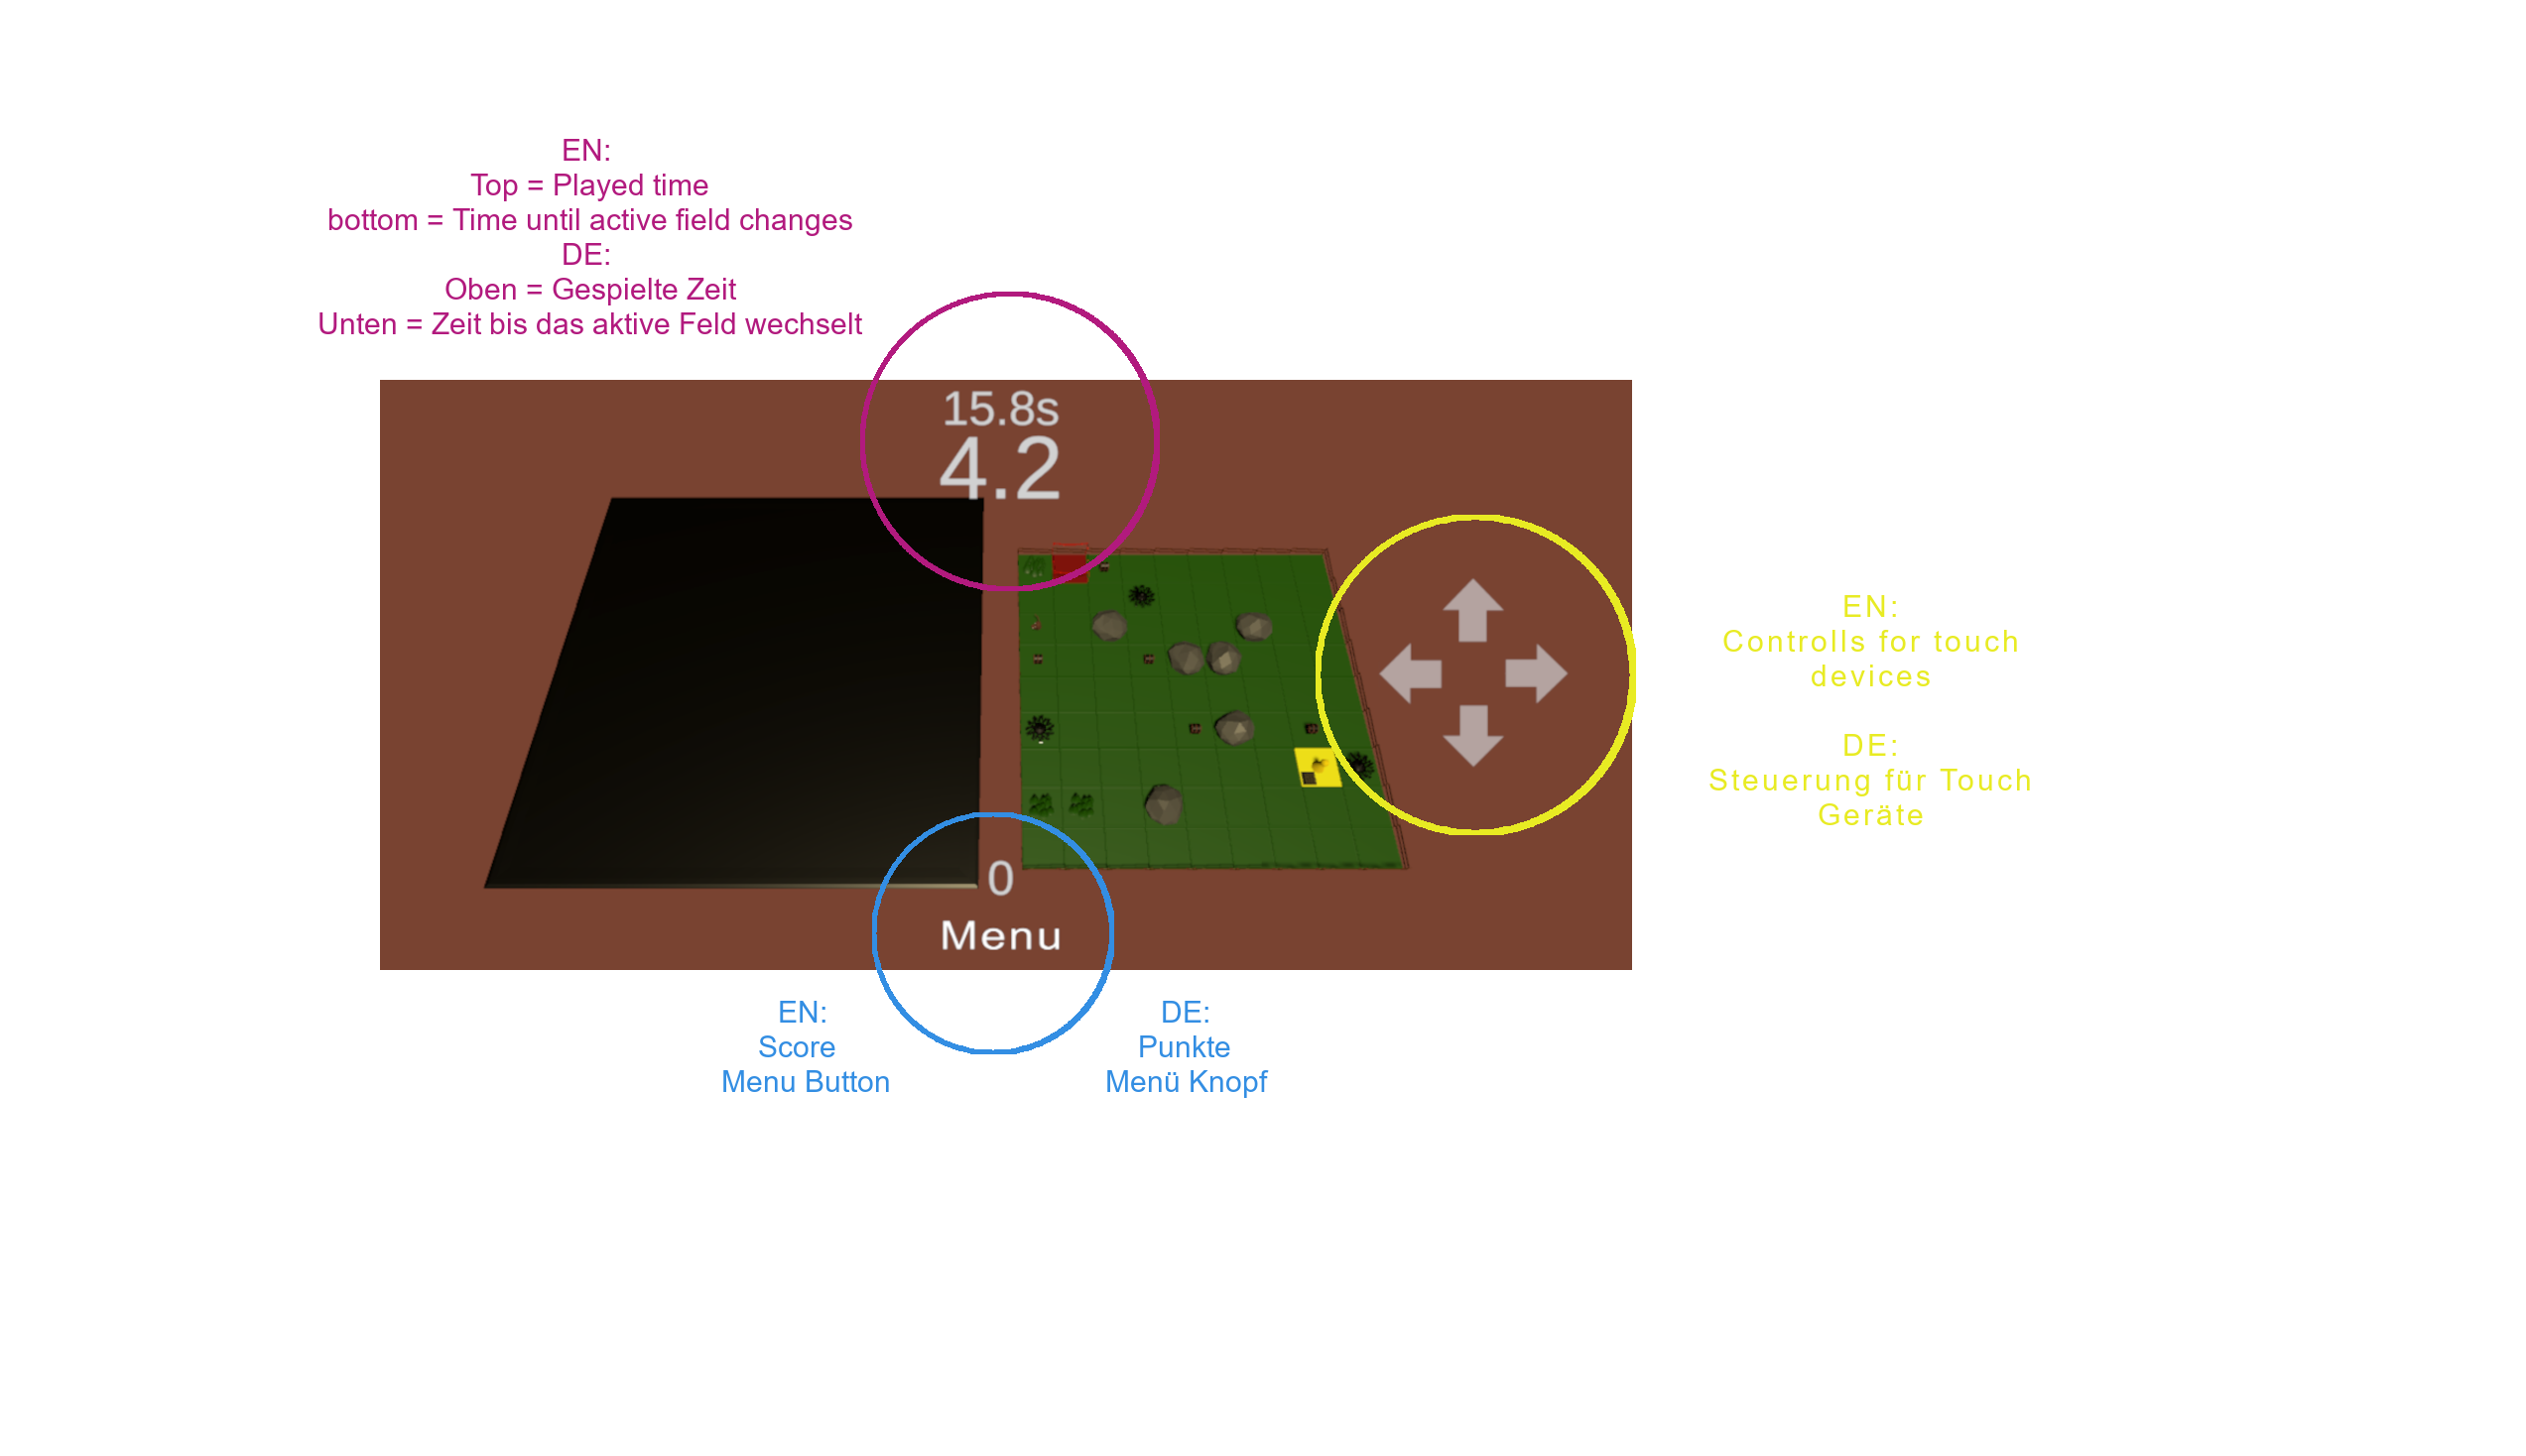 EN:
Top = Played time
bottom = Time until active field changes
DE:
Oben = Gespielte Zeit
Unten = Zeit bis das aktive Feld wechselt
15.8s
4.2
EN:
Controlls for touch
devices
DE:
Steuerung für Touch
Geräte
0
Menu
EN:
Score
Menu Button
DE:
Punkte
Menü Knopf